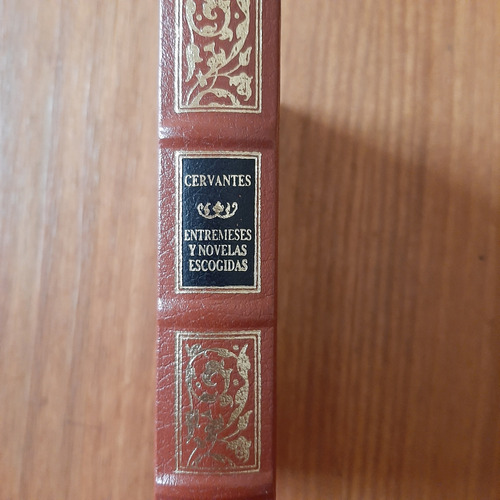 CERVANTES
ENTREMESES
Y NOVELAS
ESCOGIDAS